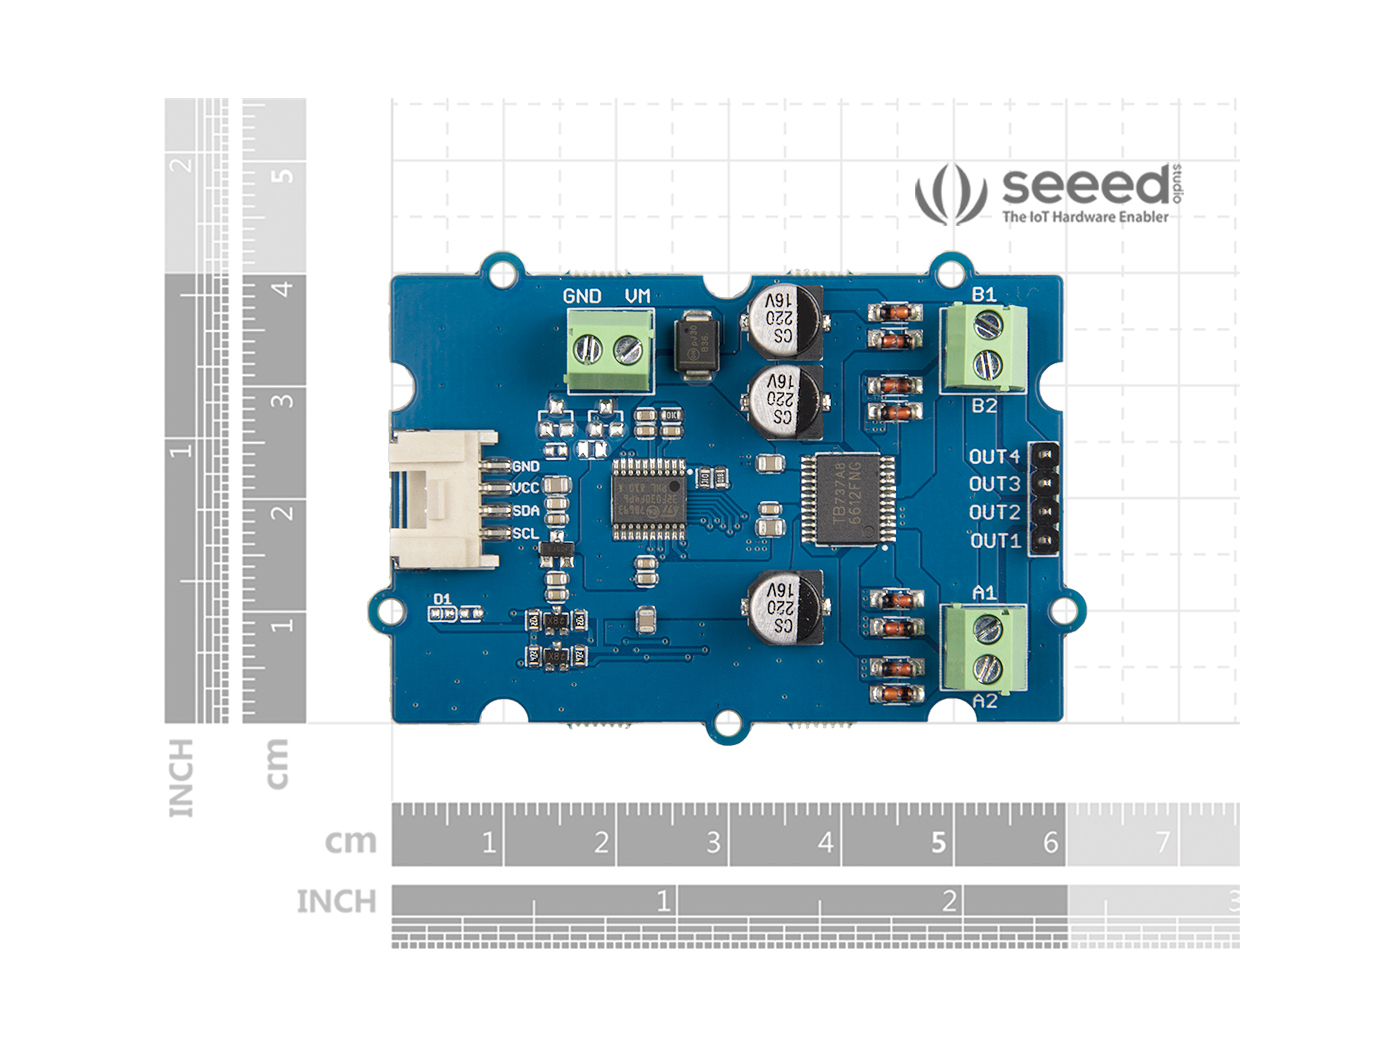 seeed
studio
The IoT Hardware Enabler
2
5
4
3
1
2
1
INCH
cm
GND VM
B1
B2
16V
220
CS
16V
220
CS
16V
220
CS
GND
VCC
SDA
SCL
D1
TB737A8
6612FNG
OUT4
OUT3
OUT2
OUT1
A1
A2
cm
1 2 3 4 5 6 7
INCH
1 2 3